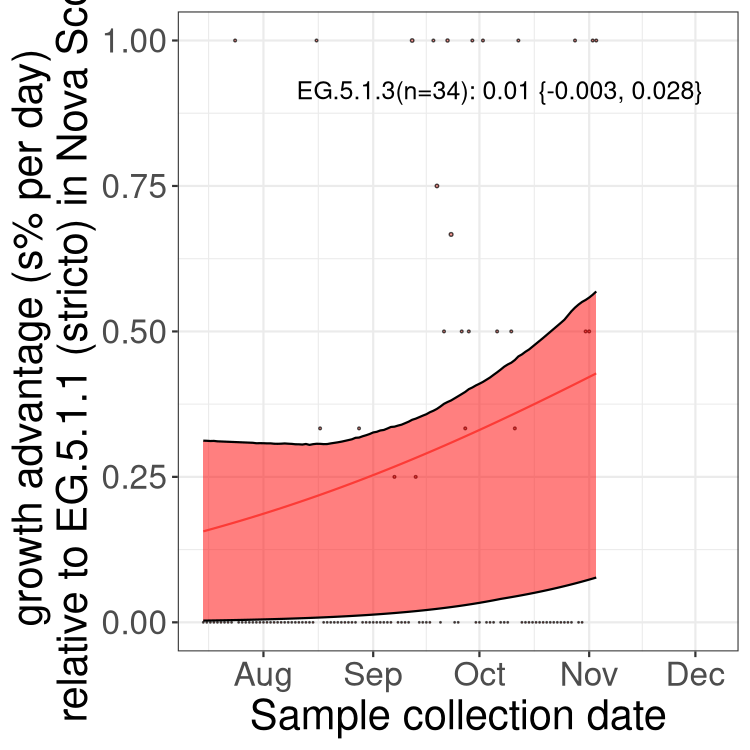 growth advantage (s% per day)
relative to EG.5.1.1 (stricto) in Nova Sco
1.00
0.75
0.50
0.25
0.00
EG.5.1.3(n=34): 0.01 {-0.003, 0.028}
Aug Sep Oct Nov Dec
Sample collection date